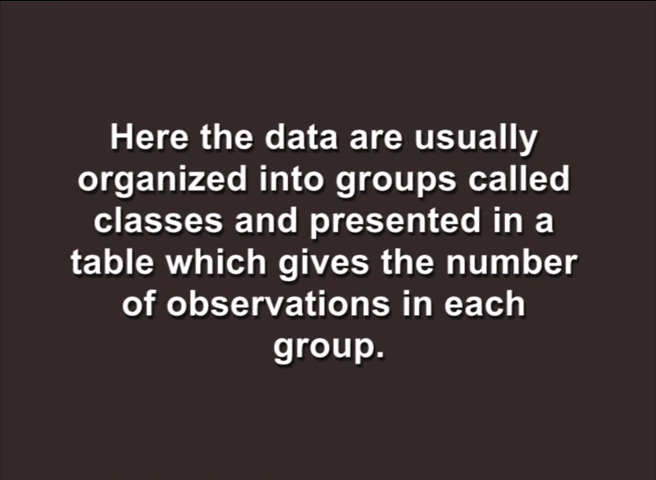 Here the data are usually
organized into groups called
classes and presented in a
table which gives the number
of observations in each
group.